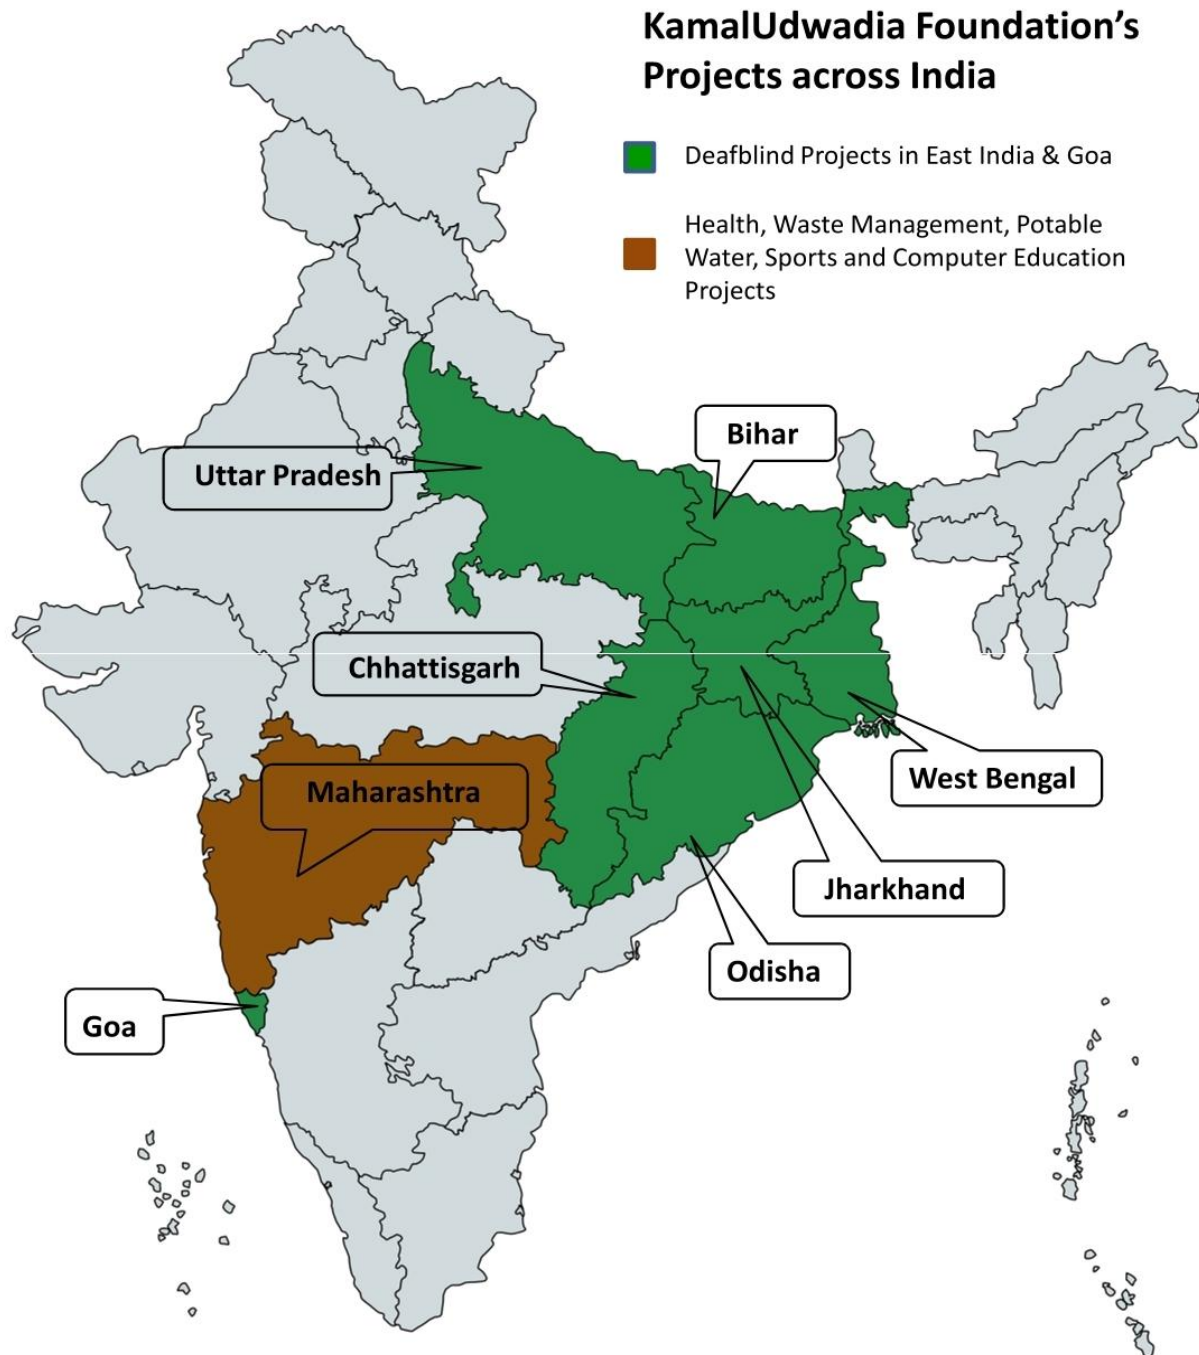 KamalUdwadia Foundation’s
Projects across India
Deafblind Projects in East India & Goa
Health, Waste Management, Potable
Water, Sports and Computer Education
Projects
Bihar
Uttar Pradesh
Chhattisgarh
West Bengal
Maharashtra
Jharkhand
Odisha
Goa